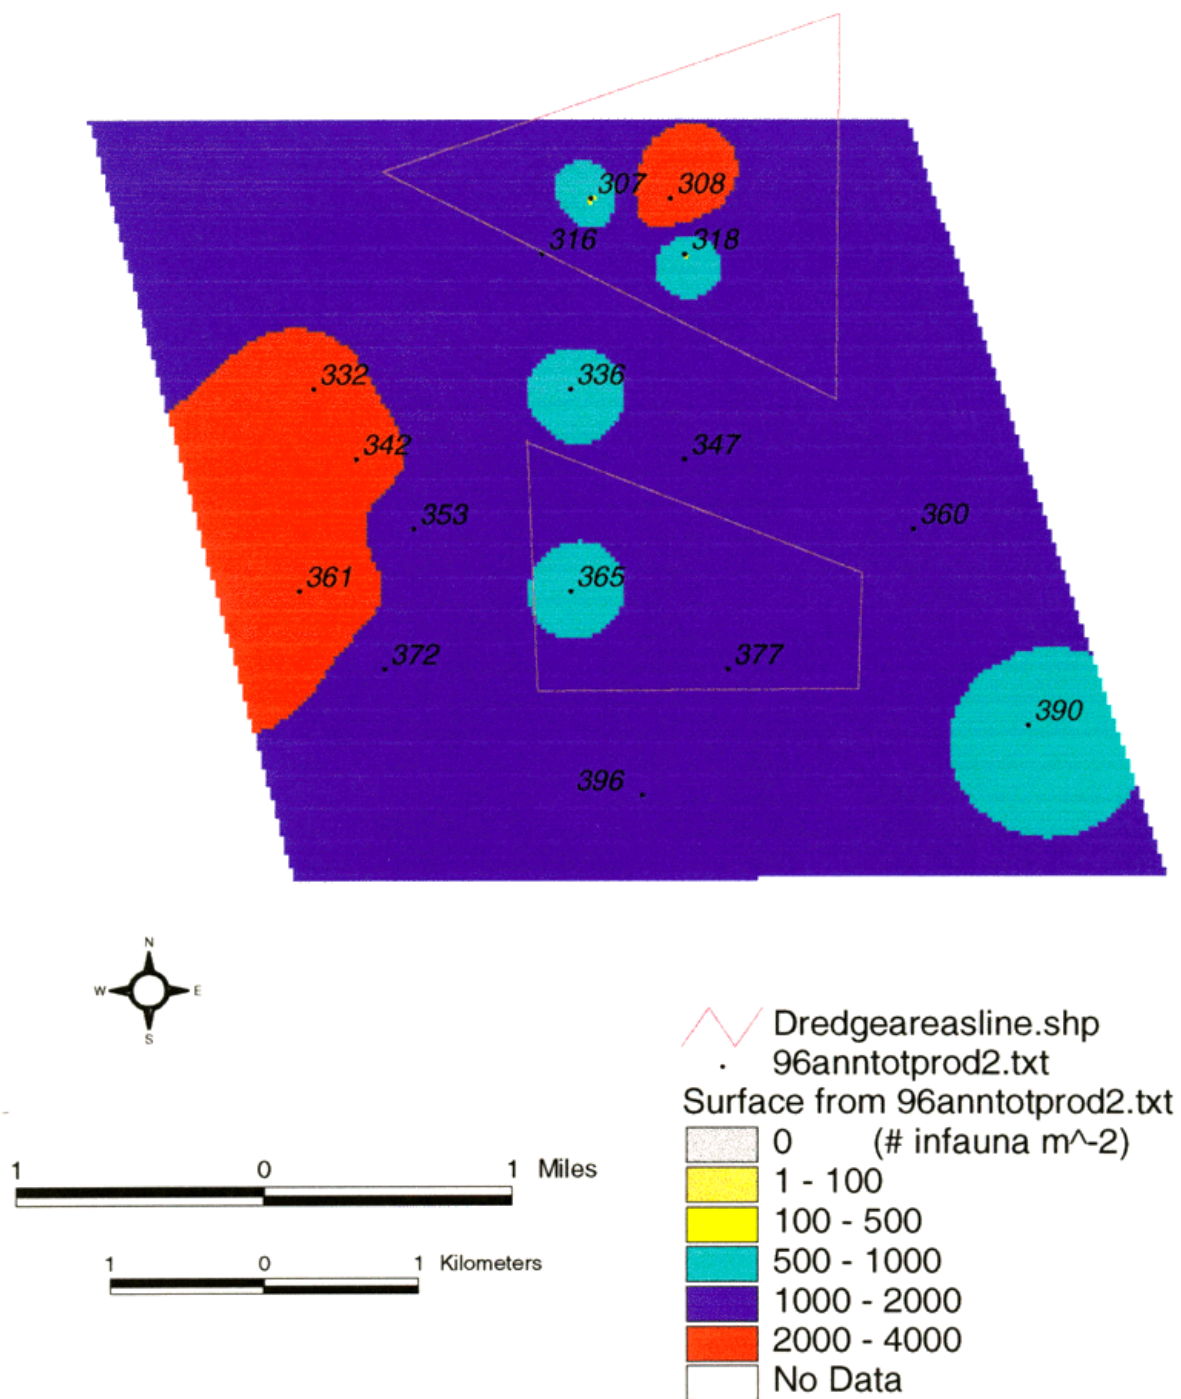 307 308
316 318
332 336
342 347
353 360
361 365
372 377
390
396
N
W E
S
Dredgeareasline.shp
96anntotprod2.txt
Surface from 96anntotprod2.txt
0 (# infauna m^-2)
1 - 100
100 - 500
500 - 1000
1000 - 2000
2000 - 4000
No Data
1 0 1 Miles
1 0 1 Kilometers